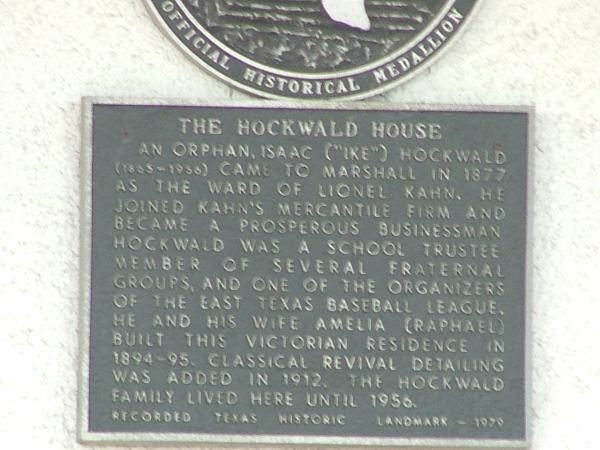 OFFICIAL HISTORICAL MEDALLION
THE HOCKWALD HOUSE
AN ORPHAN, ISAAC ("IKE") HOCKWALD
(1865-1956) CAME TO MARSHALL IN 1877
AS THE WARD OF LIONEL KAHN. HE
JOINED KAHN'S MERCANTILE FIRM AND
BECAME A PROSPEROUS BUSINESSMAN
HOCKWALD WAS A SCHOOL TRUSTEE
MEMBER OF SEVERAL FRATERNAL
GROUPS, AND ONE OF THE ORGANIZERS
OF THE EAST TEXAS BASEBALL LEAGUE.
HE AND HIS WIFE AMELIA (RAPHAEL)
BUILT THIS VICTORIAN RESIDENCE IN
1894-95. CLASSICAL REVIVAL DETAILING
WAS ADDED IN 1912. THE HOCKWALD
FAMILY LIVED HERE UNTIL 1956.
RECORDED TEXAS HISTORIC LANDMARK - 1979